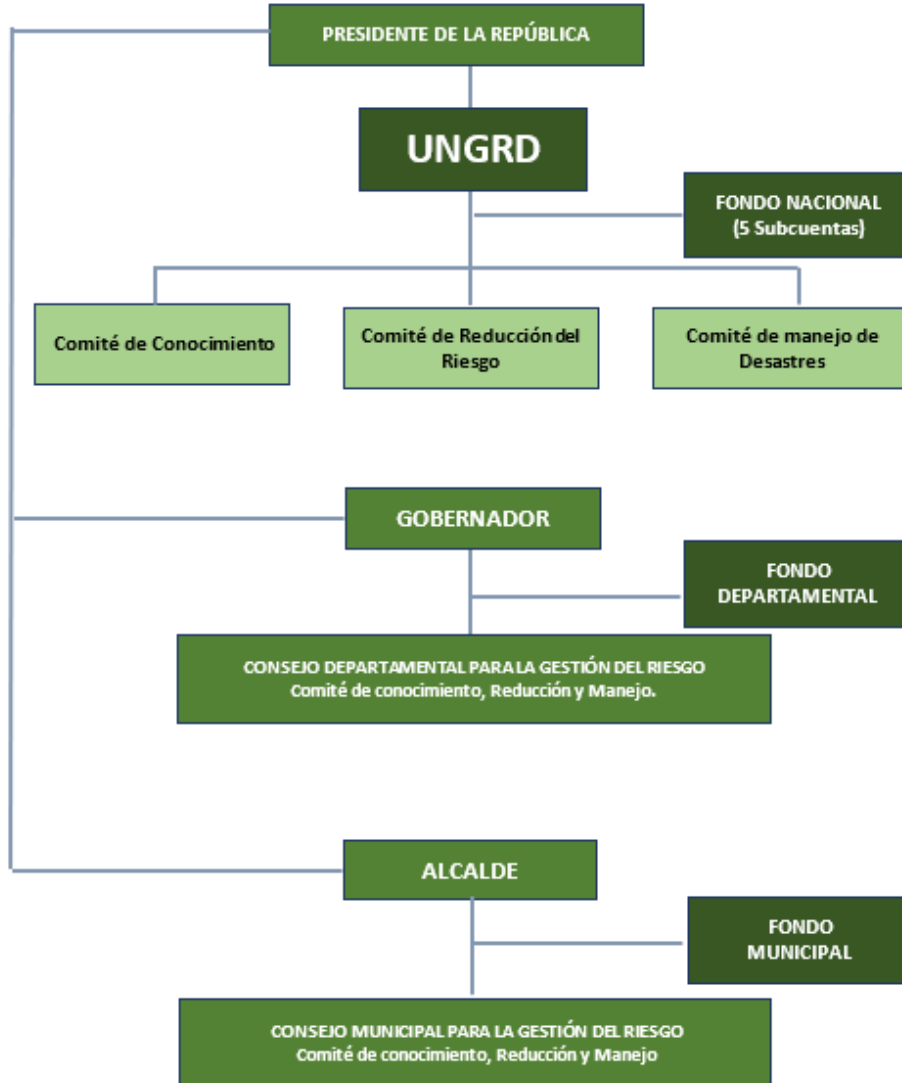 PRESIDENTE DE LA REPÚBLICA
UNGRD
FONDO NACIONAL
(5 Subcuentas)
Comité de Conocimiento
Comité de Reducción del
Riesgo
Comité de manejo de
Desastres
GOBERNADOR
FONDO
DEPARTAMENTAL
CONSEJO DEPARTAMENTAL PARA LA GESTIÓN DEL RIESGO
Comité de conocimiento, Reducción y Manejo.
ALCALDE
FONDO
MUNICIPAL
CONSEJO MUNICIPAL PARA LA GESTIÓN DEL RIESGO
Comité de conocimiento, Reducción y Manejo